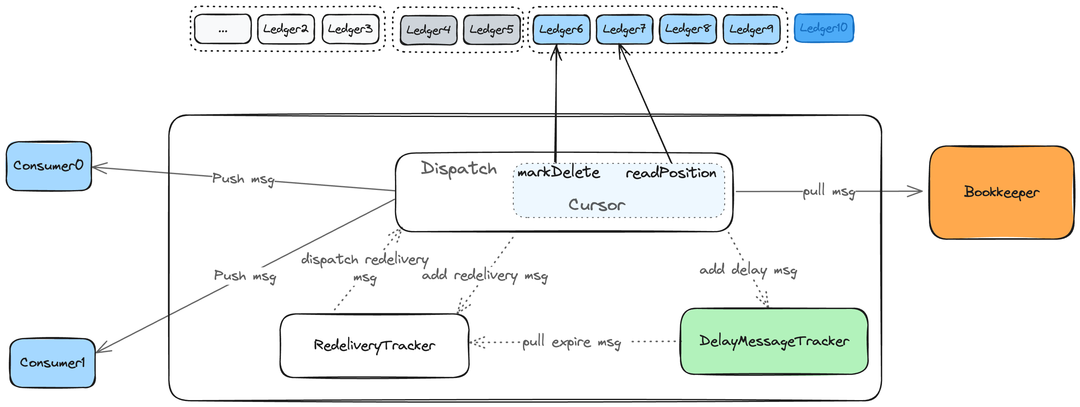 ...
Ledger2
Ledger3
Ledger4
Ledger5
Ledger6
Ledger7
Ledger8
Ledger9
Ledger10
Consumer0
Push msg
Dispatch
markDelete
readPosition
Cursor
pull msg
Bookkeeper
Push msg
dispatch redelivery
msg
add redelivery msg
add delay msg
RedeliveryTracker
pull expire msg
DelayMessageTracker
Consumer1